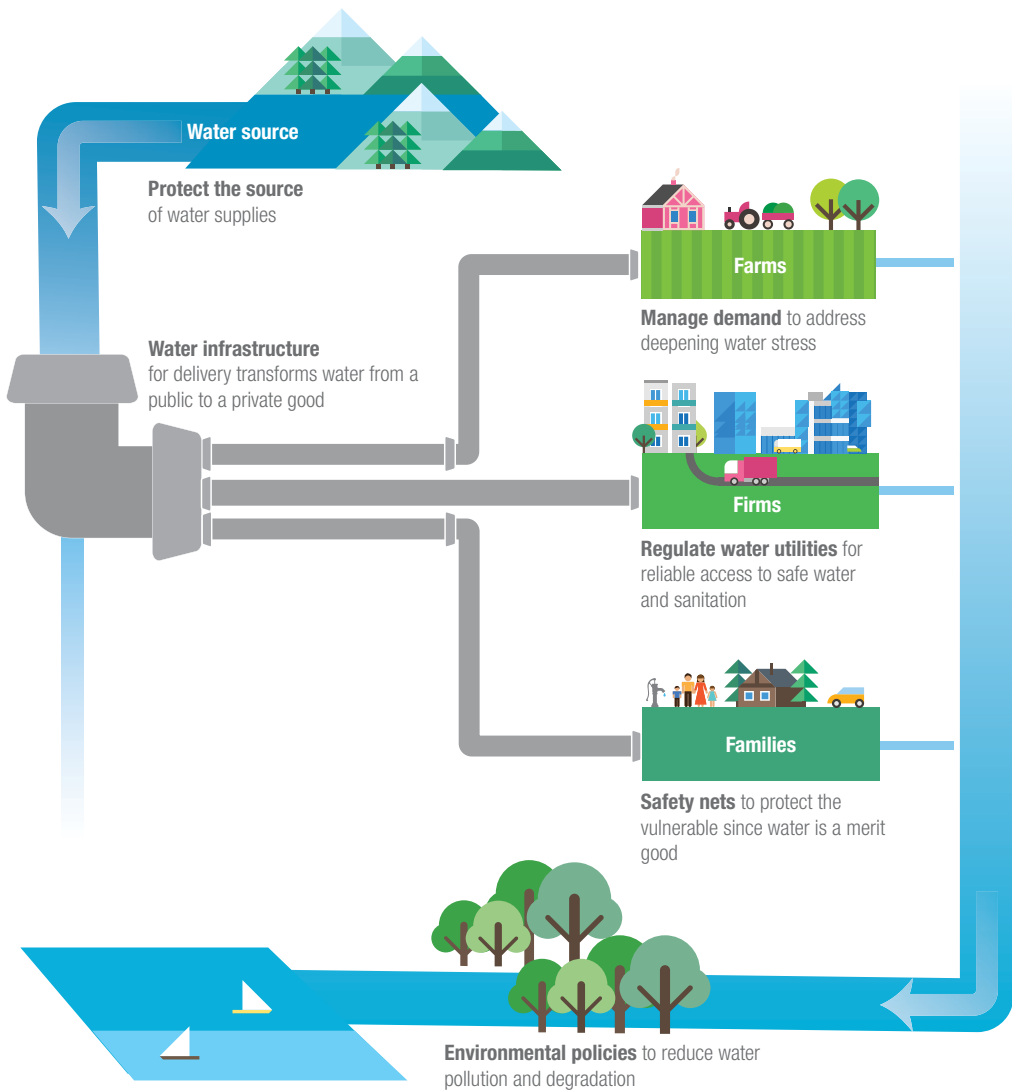 Water source
Protect the source
of water supplies
Water infrastructure
for delivery transforms water from a
public to a private good
Farms
Manage demand to address
deepening water stress
Firms
Regulate water utilities for
reliable access to safe water
and sanitation
Families
Safety nets to protect the
vulnerable since water is a merit
good
Environmental policies to reduce water
pollution and degradation